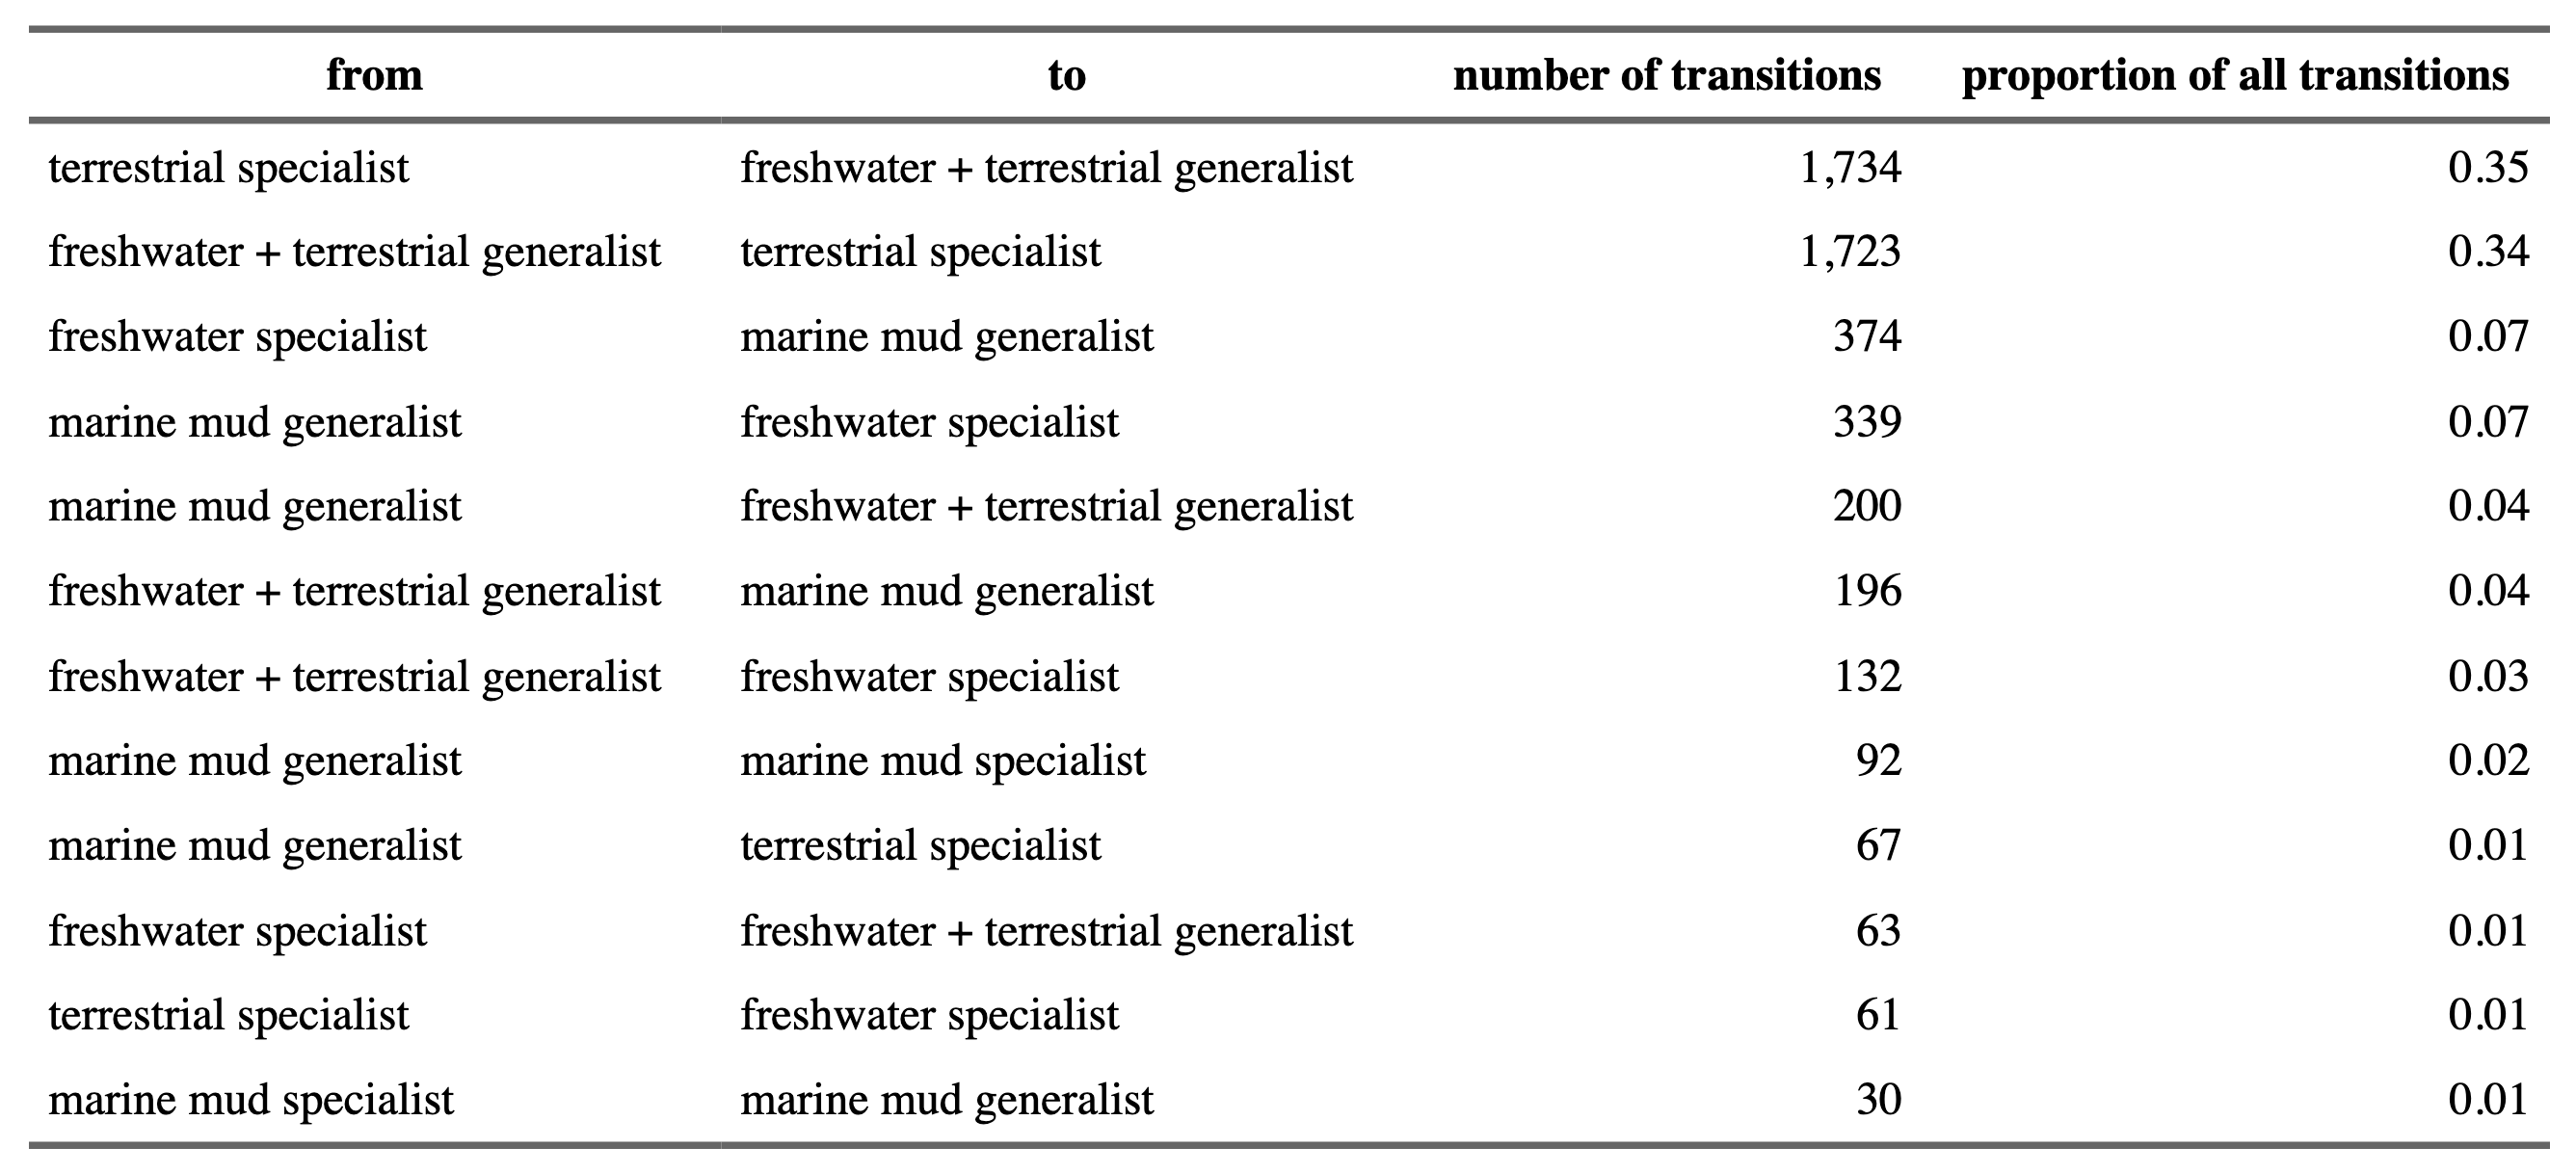 from to number of transitions proportion of all transitions
terrestrial specialist freshwater + terrestrial generalist 1,734 0.35
freshwater + terrestrial generalist terrestrial specialist 1,723 0.34
freshwater specialist marine mud generalist 374 0.07
marine mud generalist freshwater specialist 339 0.07
marine mud generalist freshwater + terrestrial generalist 200 0.04
freshwater + terrestrial generalist marine mud generalist 196 0.04
freshwater + terrestrial generalist freshwater specialist 132 0.03
marine mud generalist marine mud specialist 92 0.02
marine mud generalist terrestrial specialist 67 0.01
freshwater specialist freshwater + terrestrial generalist 63 0.01
terrestrial specialist freshwater specialist 61 0.01
marine mud specialist marine mud generalist 30 0.01